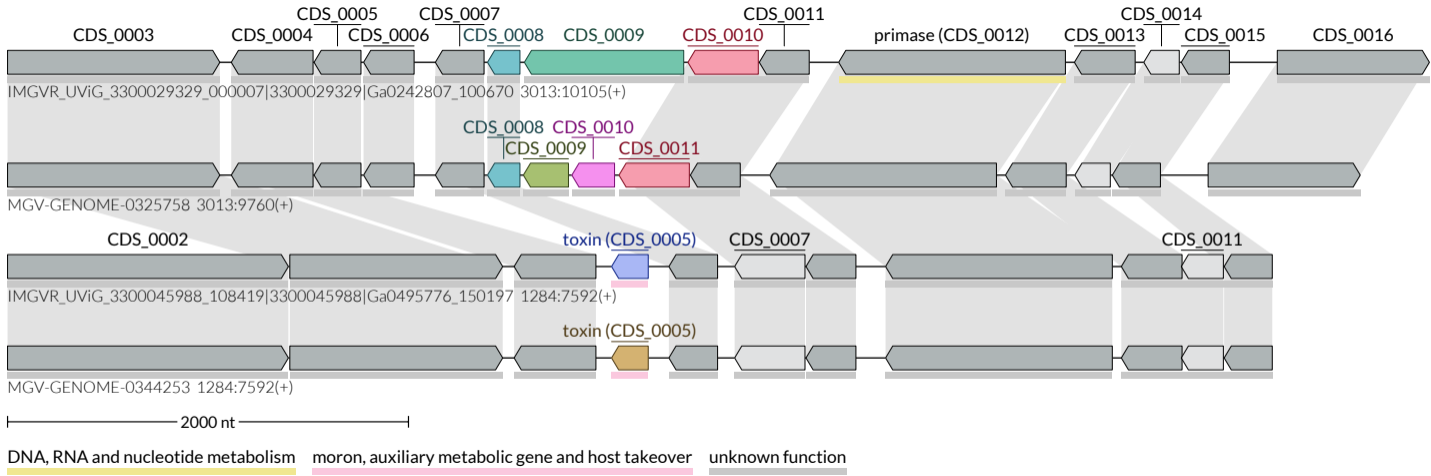 CDS_0005 CDS_0007 CDS_0011 CDS_0014
CDS_0003 CDS_0004 CDS_0006 CDS_0008 CDS_0009 CDS_0010 primase (CDS_0012) CDS_0013 CDS_0015 CDS_0016
IMGVR_UViG_3300029329_000007|3300029329|Ga0242807_100670 3013:10105(+)
CDS_0008 CDS_0010
CDS_0009 CDS_0011
MGV-GENOME-0325758 3013:9760(+)
CDS_0002 toxin (CDS_0005) CDS_0007 CDS_0011
IMGVR_UViG_3300045988_108419|3300045988|Ga0495776_150197 1284:7592(+)
toxin (CDS_0005)
MGV-GENOME-0344253 1284:7592(+)
2000 nt
DNA, RNA and nucleotide metabolism moron, auxiliary metabolic gene and host takeover unknown function